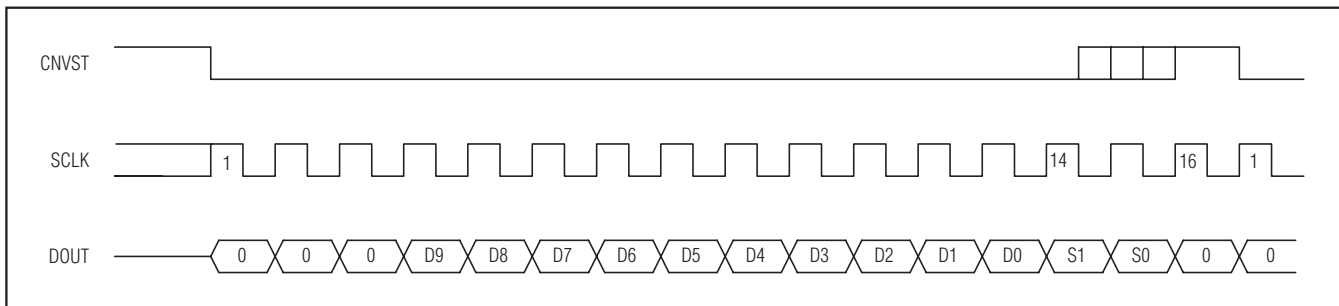 CNVST
SCLK 1 14 16 1
DOUT 0 0 0 D9 D8 D7 D6 D5 D4 D3 D2 D1 D0 S1 S0 0 0